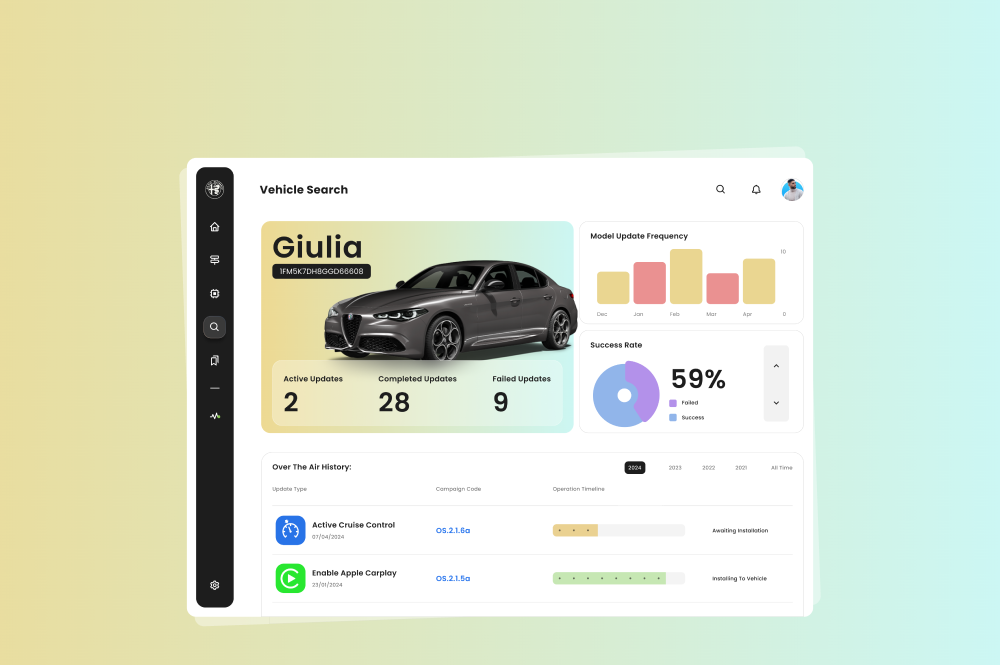 Vehicle Search
Giulia
1FM5K7DH8GGD66608
Active Updates
2
Completed Updates
28
Failed Updates
9
Model Update Frequency
10
Dec
Jan
Feb
Mar
Apr
0
Success Rate
59%
Failed
Success
Over The Air History:
2024
2023
2022
2021
All Time
Update Type
Campaign Code
Operation Timeline
Active Cruise Control
07/04/2024
OS.2.1.6a
Awaiting Installation
Enable Apple Carplay
23/01/2024
OS.2.1.5a
Installing To Vehicle